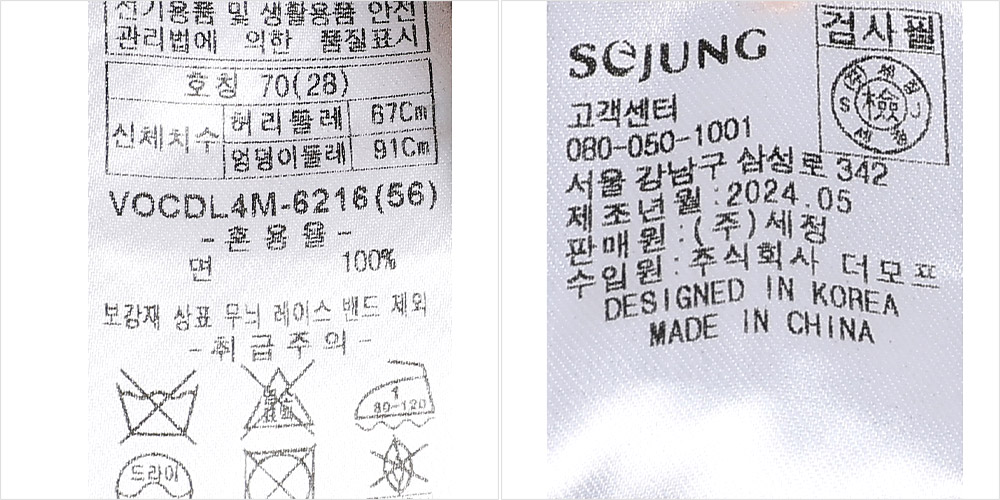 전기용품 및 생활용품 안전
관리법에 의한 품질표시
호칭 70(28)
신체치수
허리둘레 67Cm
엉덩이둘레 91Cm
VOCDL4M-6216(56)
-혼용율-
면 100%
보강재 상표 무늬 레이스 밴드 제외
-취급주의-
4
80-120
드라이
SEJUNG
검사필
檢
S
J
고객센터
080-050-1001
서울 강남구 삼성로 342
제조년월:2024.05
판매원:(주)세정
수입원:주식회사 더모프
DESIGNED IN KOREA
MADE IN CHINA